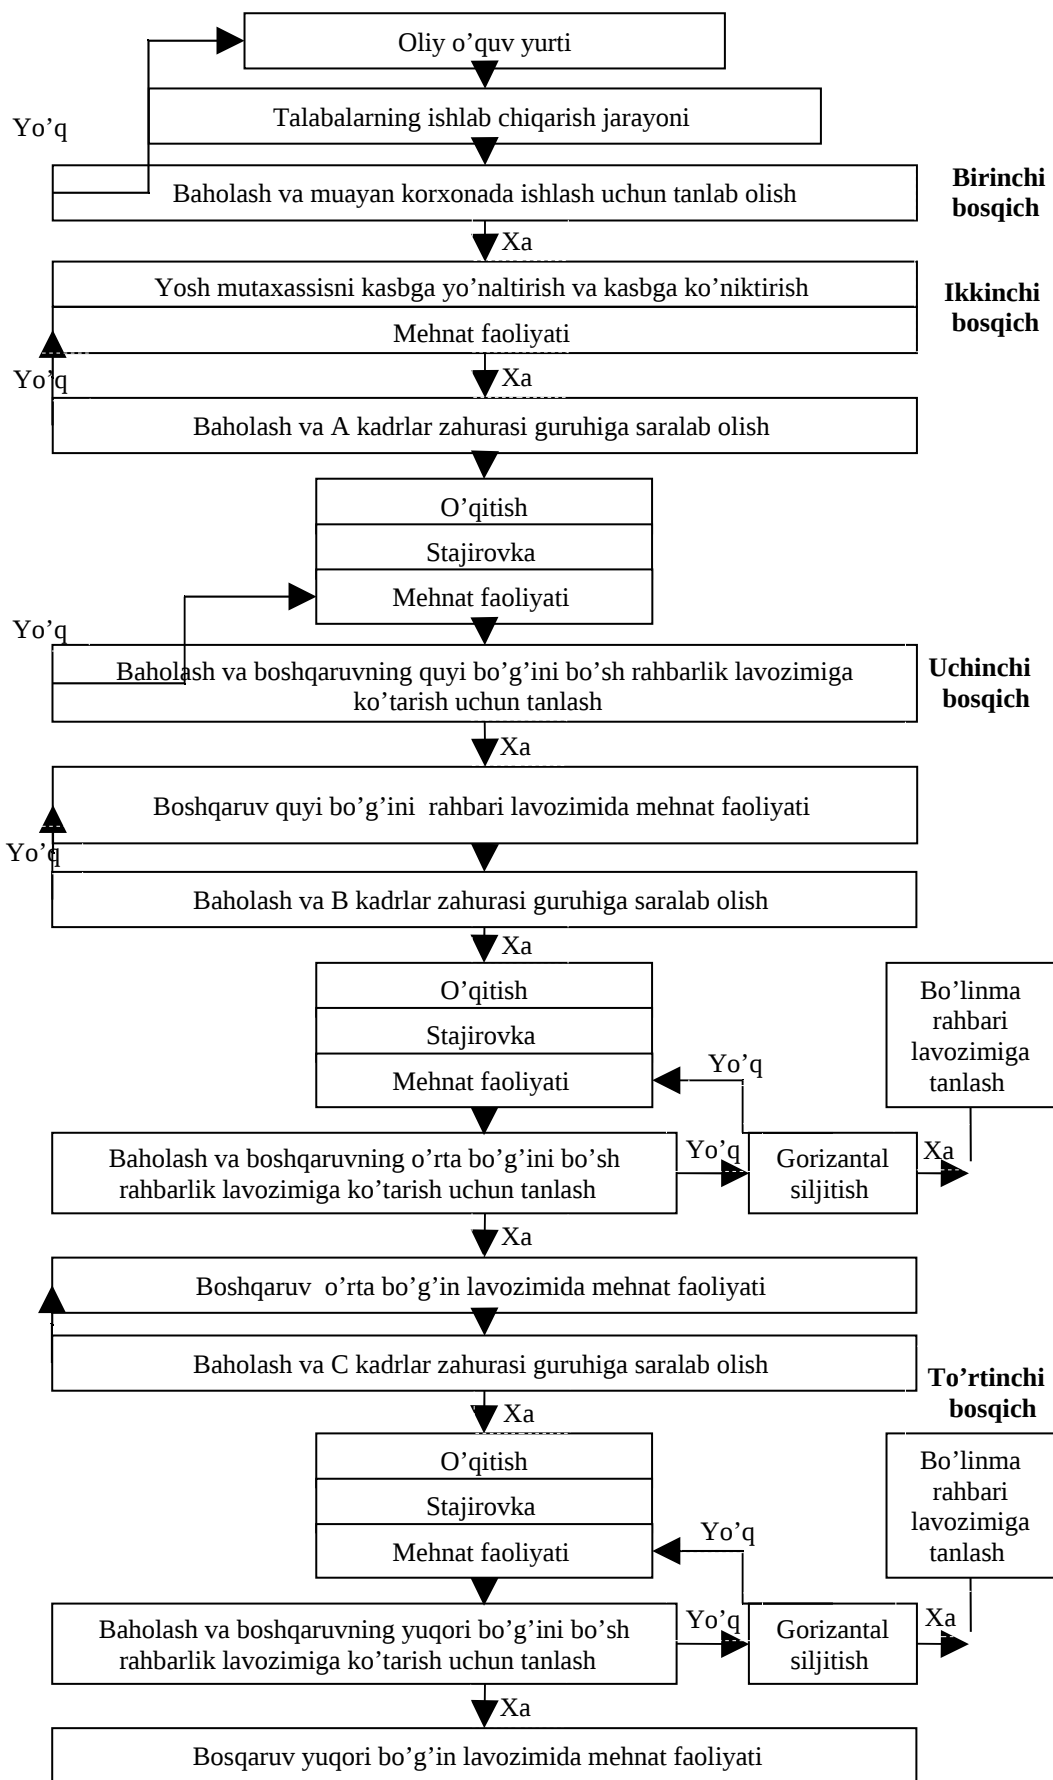 Oliy o’quv yurti
Yo’q
Talabalarning ishlab chiqarish jarayoni
Baholash va muayan korxonada ishlash uchun tanlab olish
Birinchi
bosqich
Xa
Yosh mutaxassisni kasbga yo’naltirish va kasbga ko’niktirish
Ikkinchi
bosqich
Mehnat faoliyati
Yo’q
Xa
Baholash va A kadrlar zahurasi guruhiga saralab olish
O’qitish
Stajirovka
Mehnat faoliyati
Yo’q
Baholash va boshqaruvning quyi bo’g’ini bo’sh rahbarlik lavozimiga
ko’tarish uchun tanlash
Uchinchi
bosqich
Xa
Boshqaruv quyi bo’g’ini  rahbari lavozimida mehnat faoliyati
Yo’q
Baholash va B kadrlar zahurasi guruhiga saralab olish
Xa
O’qitish
Stajirovka
Mehnat faoliyati
Yo’q
Bo’linma
rahbari
lavozimiga
tanlash
Baholash va boshqaruvning o’rta bo’g’ini bo’sh
rahbarlik lavozimiga ko’tarish uchun tanlash
Yo’q
Gorizantal
siljitish
Xa
Xa
Boshqaruv  o’rta bo’g’in lavozimida mehnat faoliyati
Baholash va C kadrlar zahurasi guruhiga saralab olish
To’rtinchi
bosqich
Xa
O’qitish
Stajirovka
Mehnat faoliyati
Yo’q
Bo’linma
rahbari
lavozimiga
tanlash
Baholash va boshqaruvning yuqori bo’g’ini bo’sh
rahbarlik lavozimiga ko’tarish uchun tanlash
Yo’q
Gorizantal
siljitish
Xa
Xa
Bosqaruv yuqori bo’g’in lavozimida mehnat faoliyati